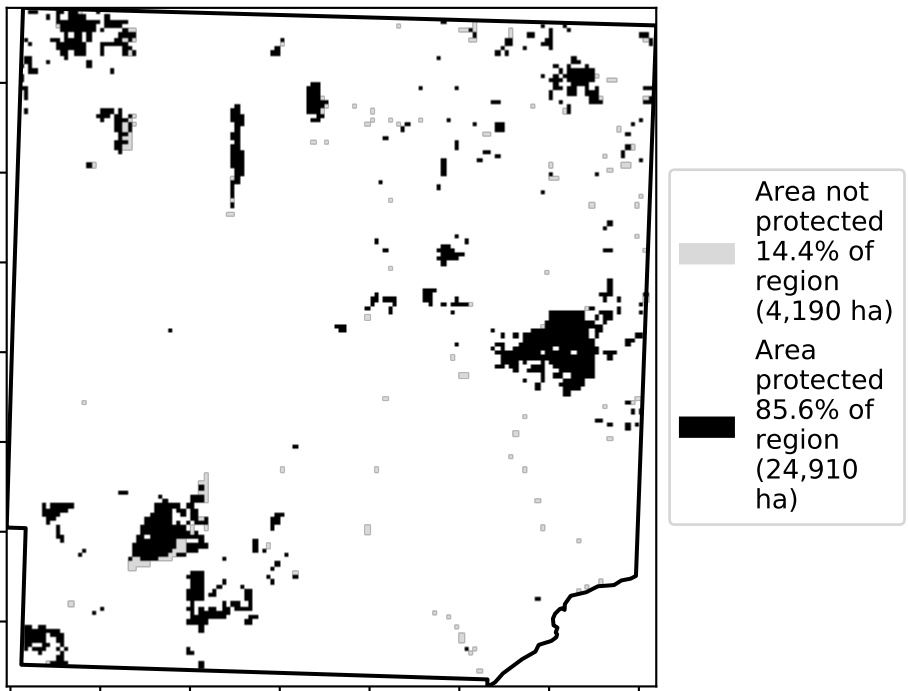 Area not
protected
14.4% of
region
(4,190 ha)
Area
protected
85.6% of
region
(24,910
ha)